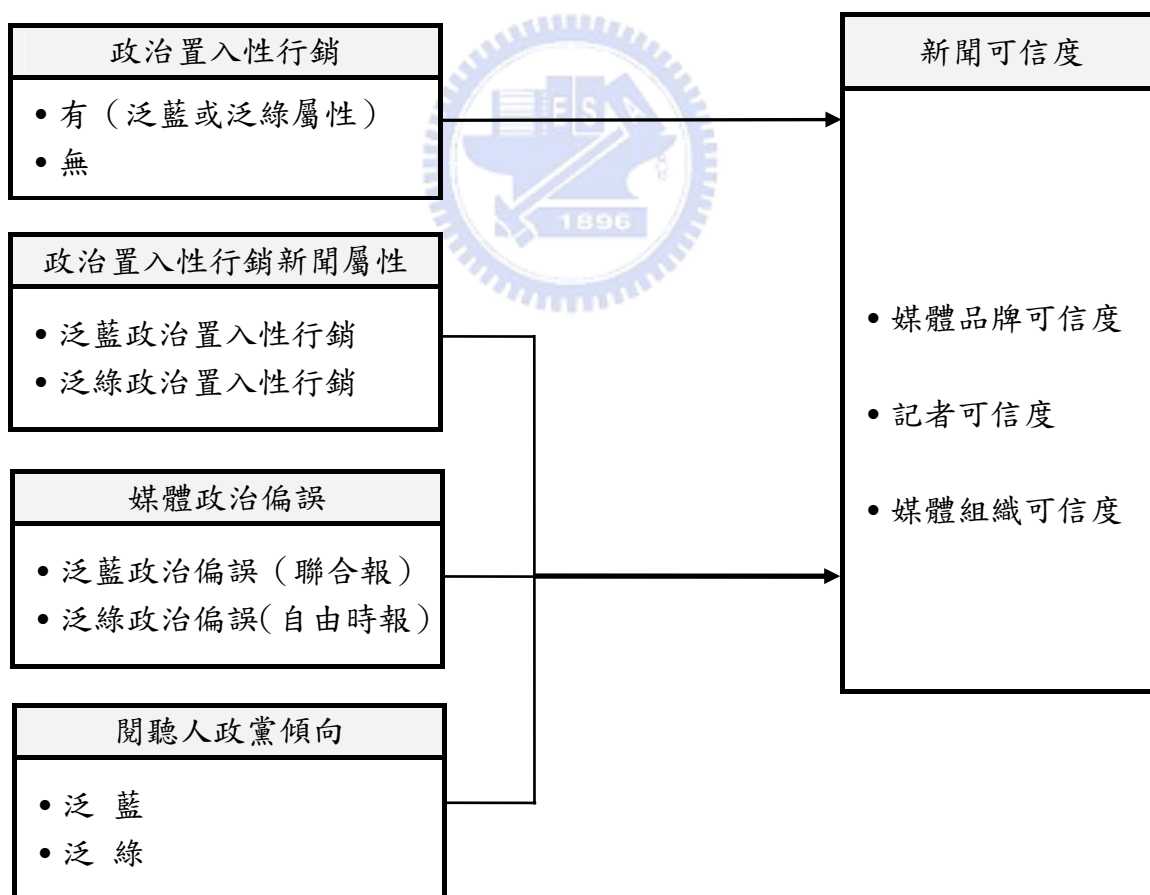 政治置入性行銷
• 有（泛藍或泛綠屬性）
• 無
政治置入性行銷新聞屬性
• 泛藍政治置入性行銷
• 泛綠政治置入性行銷
媒體政治偏誤
• 泛藍政治偏誤（聯合報）
• 泛綠政治偏誤（自由時報）
閱聽人政黨傾向
• 泛 藍
• 泛 綠
新聞可信度
• 媒體品牌可信度
• 記者可信度
• 媒體組織可信度
ESA
1896